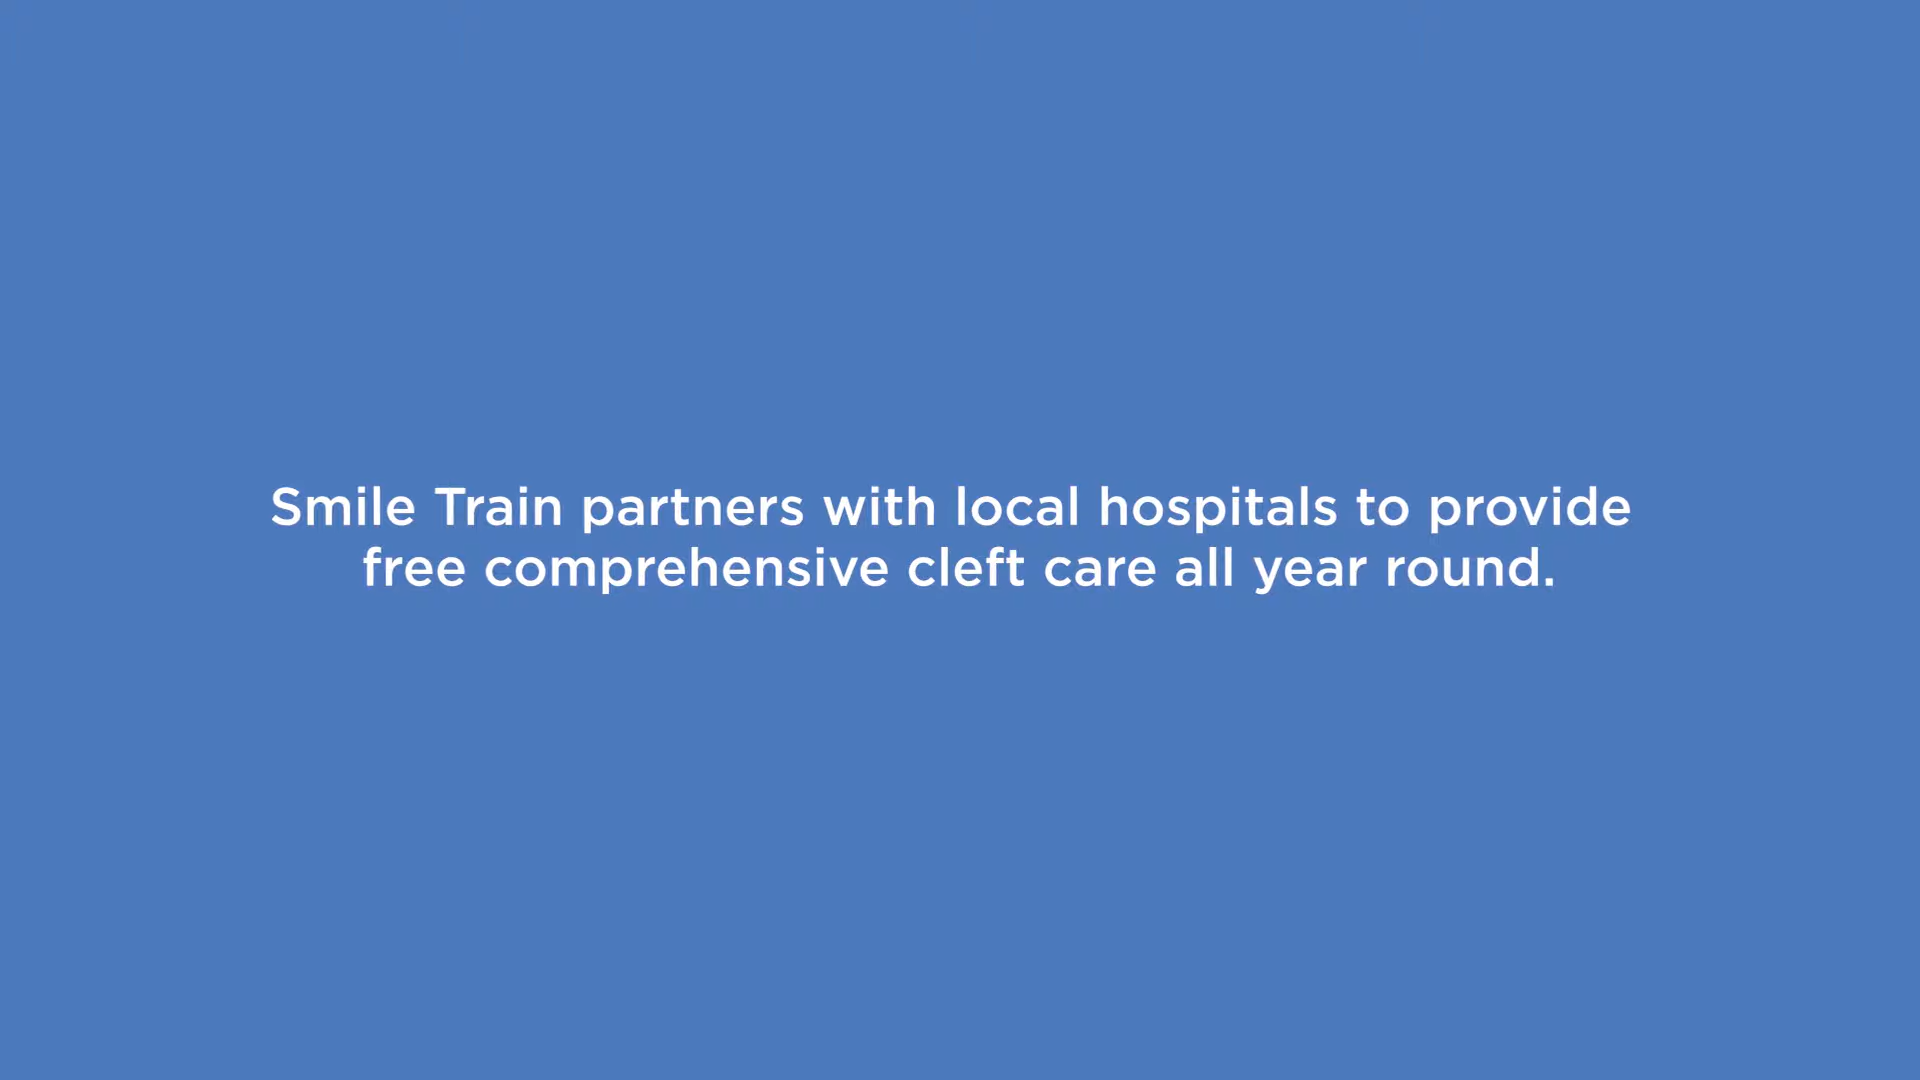 Smile Train partners with local hospitals to provide
free comprehensive cleft care all year round.